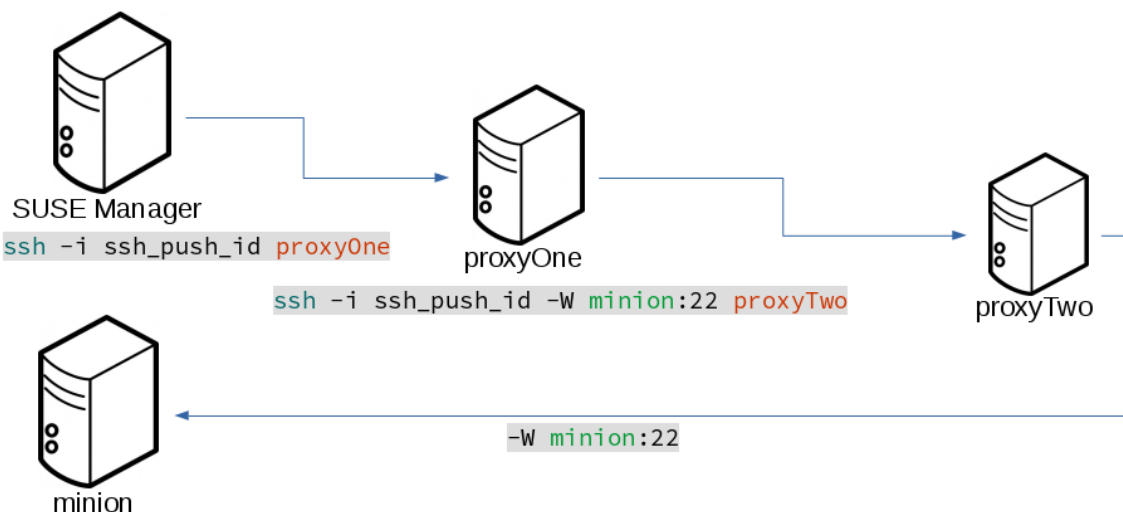 SUSE Manager
ssh -i ssh_push_id proxyOne
proxyOne
ssh -i ssh_push_id -W minion:22 proxyTwo
proxyTwo
-W minion:22
minion